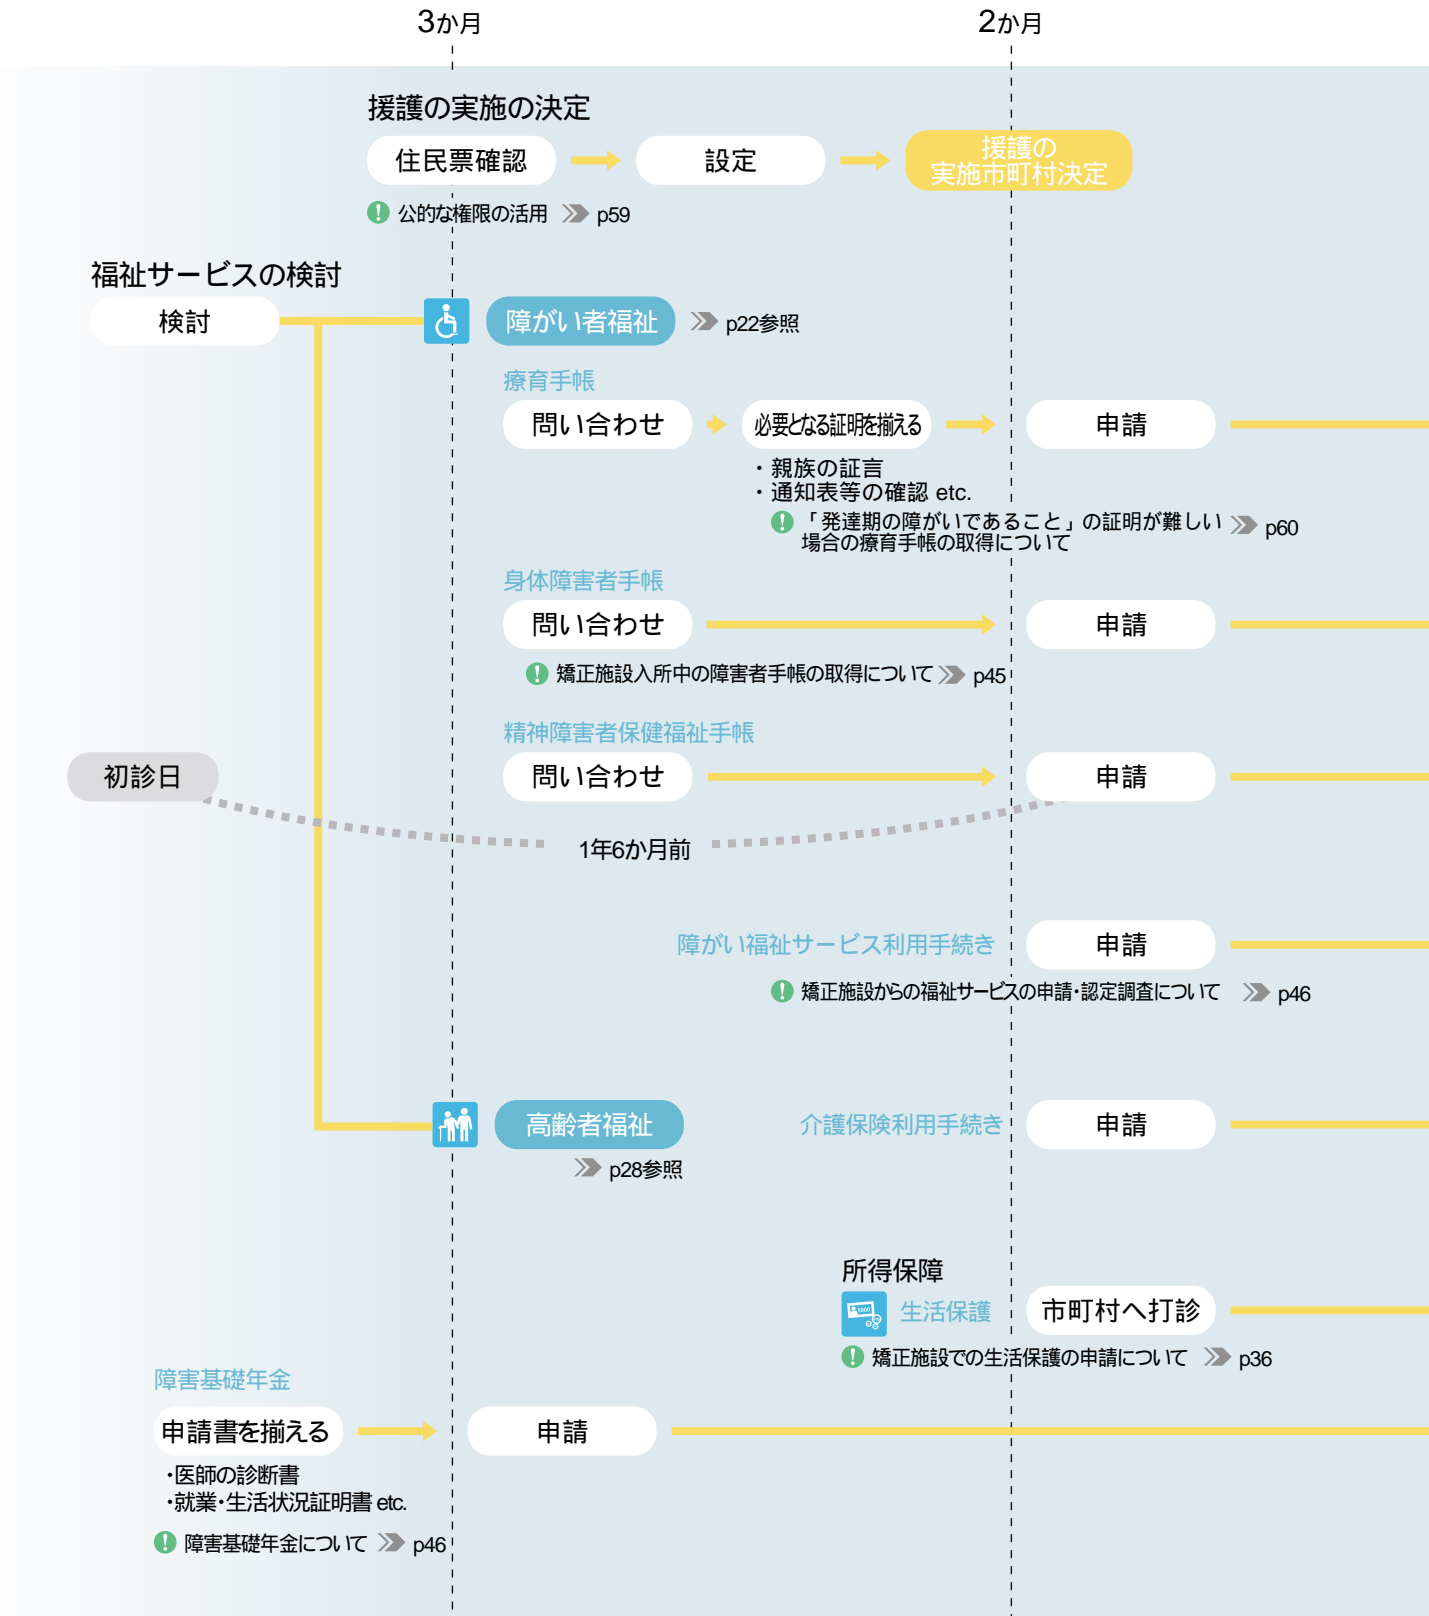 3か月
2か月
援護の実施の決定
住民票確認
設定
援護の
実施市町村決定
公的な権限の活用 p59
福祉サービスの検討
検討
障がい者福祉
p22参照
療育手帳
問い合わせ
必要となる証明を揃える
申請
・親族の証言
・通知表等の確認 etc.
「発達期の障がいであること」の証明が難しい
場合の療育手帳の取得について
p60
身体障害者手帳
問い合わせ
申請
矯正施設入所中の障害者手帳の取得について p45
精神障害者保健福祉手帳
初診日
問い合わせ
申請
1年6か月前
障がい福祉サービス利用手続き
申請
矯正施設からの福祉サービスの申請・認定調査について p46
高齢者福祉
p28参照
介護保険利用手続き
申請
所得保障
1000
生活保護
市町村へ打診
矯正施設での生活保護の申請について p36
障害基礎年金
申請書を揃える
申請
・医師の診断書
・就業・生活状況証明書 etc.
障害基礎年金について p46